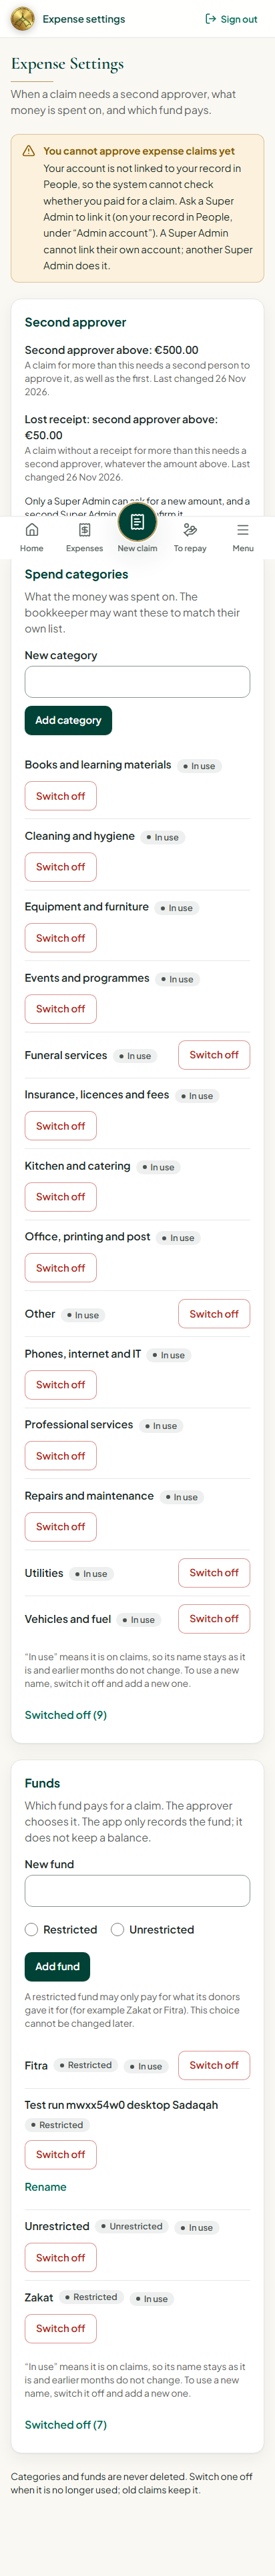 Expense settings
Sign out
Expense Settings
When a claim needs a second approver, what
money is spent on, and which fund pays.
You cannot approve expense claims yet
Your account is not linked to your record in
People, so the system cannot check
whether you paid for a claim. Ask a Super
Admin to link it (on your record in People,
under “Admin account”). A Super Admin
cannot link their own account; another Super
Admin does it.
Second approver
Second approver above: €500.00
A claim for more than this needs a second person to
approve it, as well as the first. Last changed 26 Nov
2026.
Lost receipt: second approver above:
€50.00
A claim without a receipt for more than this needs a
second approver, whatever the amount above. Last
changed 26 Nov 2026.
Only a Super Admin can ask for a new amount, and a
Home
Expenses
New claim
To repay
Menu
Spend categories
What the money was spent on. The
bookkeeper may want these to match their
own list.
New category
Add category
Books and learning materials In use
Switch off
Cleaning and hygiene In use
Switch off
Equipment and furniture In use
Switch off
Events and programmes In use
Switch off
Funeral services In use Switch off
Insurance, licences and fees In use
Switch off
Kitchen and catering In use
Switch off
Office, printing and post In use
Switch off
Other In use Switch off
Phones, internet and IT In use
Switch off
Professional services In use
Switch off
Repairs and maintenance In use
Switch off
Utilities In use Switch off
Vehicles and fuel In use Switch off
“In use” means it is on claims, so its name stays as it
is and earlier months do not change. To use a new
name, switch it off and add a new one.
Switched off (9)
Funds
Which fund pays for a claim. The approver
chooses it. The app only records the fund; it
does not keep a balance.
New fund
Restricted Unrestricted
Add fund
A restricted fund may only pay for what its donors
gave it for (for example Zakat or Fitra). This choice
cannot be changed later.
Fitra Restricted In use Switch off
Test run mwxx54w0 desktop Sadaqah
Restricted
Switch off
Rename
Unrestricted Unrestricted In use
Switch off
Zakat Restricted In use
Switch off
“In use” means it is on claims, so its name stays as it
is and earlier months do not change. To use a new
name, switch it off and add a new one.
Switched off (7)
Categories and funds are never deleted. Switch one off
when it is no longer used; old claims keep it.